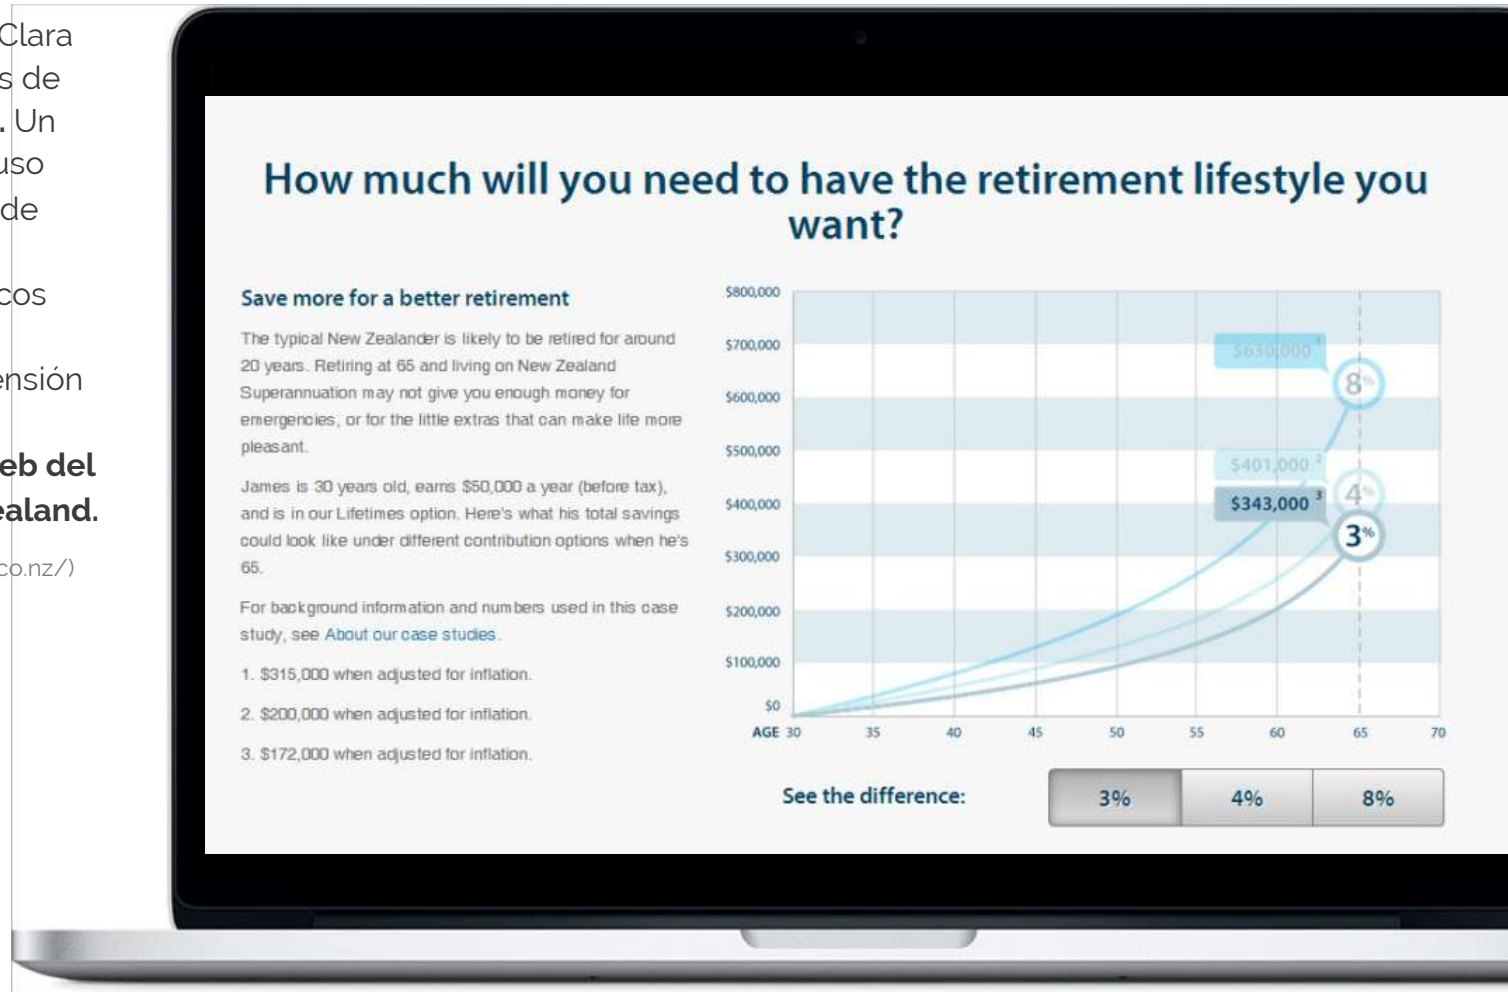 Clara
s de
. Un
uso
de
cos
ensión
eb del
ealand.
co.nz/)
How much will you need to have the retirement lifestyle you
want?
Save more for a better retirement
The typical New Zealander is likely to be retired for around
20 years. Retiring at 65 and living on New Zealand
Superannuation may not give you enough money for
emergencies, or for the little extras that can make life more
pleasant.
James is 30 years old, earns $50,000 a year (before tax),
and is in our Lifetimes option. Here's what his total savings
could look like under different contribution options when he's
65.
For background information and numbers used in this case
study, see About our case studies.
1. $315,000 when adjusted for inflation.
2. $200,000 when adjusted for inflation.
3. $172,000 when adjusted for inflation.
$800,000
$700,000
$600,000
$500,000
$400,000
$300,000
$200,000
$100,000
$0
$630,000 1
8%
$401,000 2
4%
$343,000 3
3%
AGE 30 35 40 45 50 55 60 65 70
See the difference: 3% 4% 8%